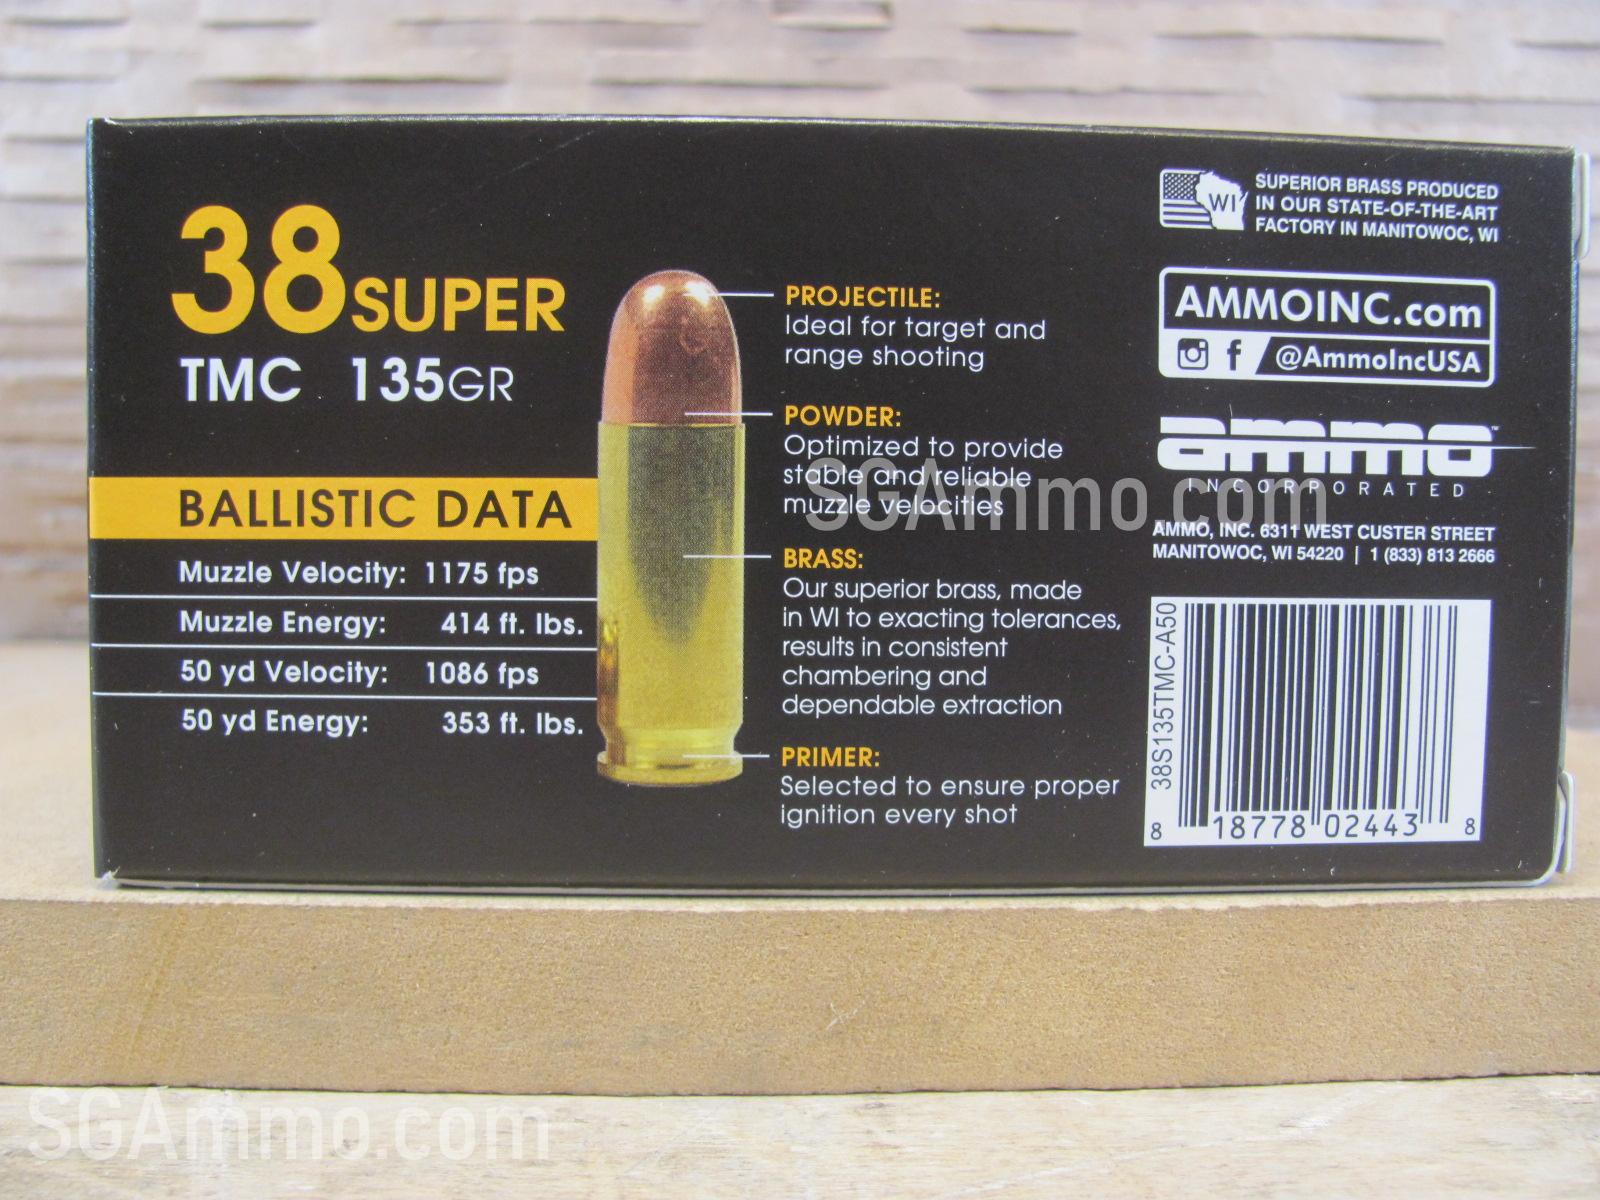 38 SUPER
TMC 135GR
BALLISTIC DATA
Muzzle Velocity: 1175 fps
Muzzle Energy: 414 ft. lbs.
50 yd Velocity: 1086 fps
50 yd Energy: 353 ft. lbs.
PROJECTILE:
Ideal for target and
range shooting
POWDER:
Optimized to provide
stable and reliable
muzzle velocities
BRASS:
Our superior brass, made
in WI to exacting tolerances,
results in consistent
chambering and
dependable extraction
PRIMER:
Selected to ensure proper
ignition every shot
WI
SUPERIOR BRASS PRODUCED
IN OUR STATE-OF-THE-ART
FACTORY IN MANITOWOC, WI
AMMOINC.com
@AmmoIncUSA
ammo™
INCORPORATED
AMMO, INC. 6311 WEST CUSTER STREET
MANITOWOC, WI 54220 | 1 (833) 813 2666
38S135TMC-A50
8 18778 02443 8
SGAmmo.com
SGAmmo.com